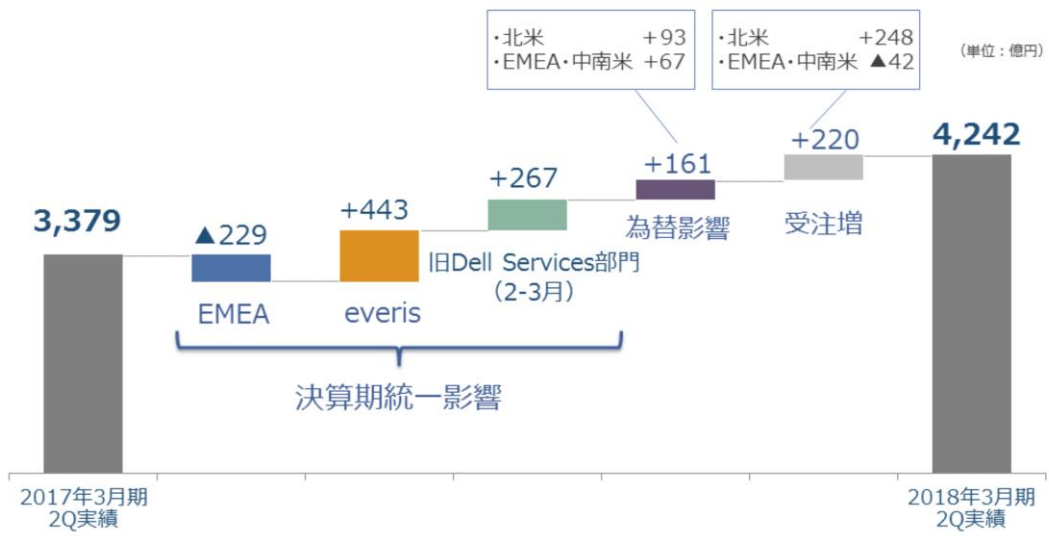 ・北米 +93
・EMEA・中南米 +67
・北米 +248
・EMEA・中南米 ▲42
（単位：億円）
3,379
▲229
+443
+267
+161
+220
4,242
EMEA
everis
旧Dell Services部門
（2-3月）
為替影響
受注増
決算期統一影響
2017年3月期
2Q実績
2018年3月期
2Q実績